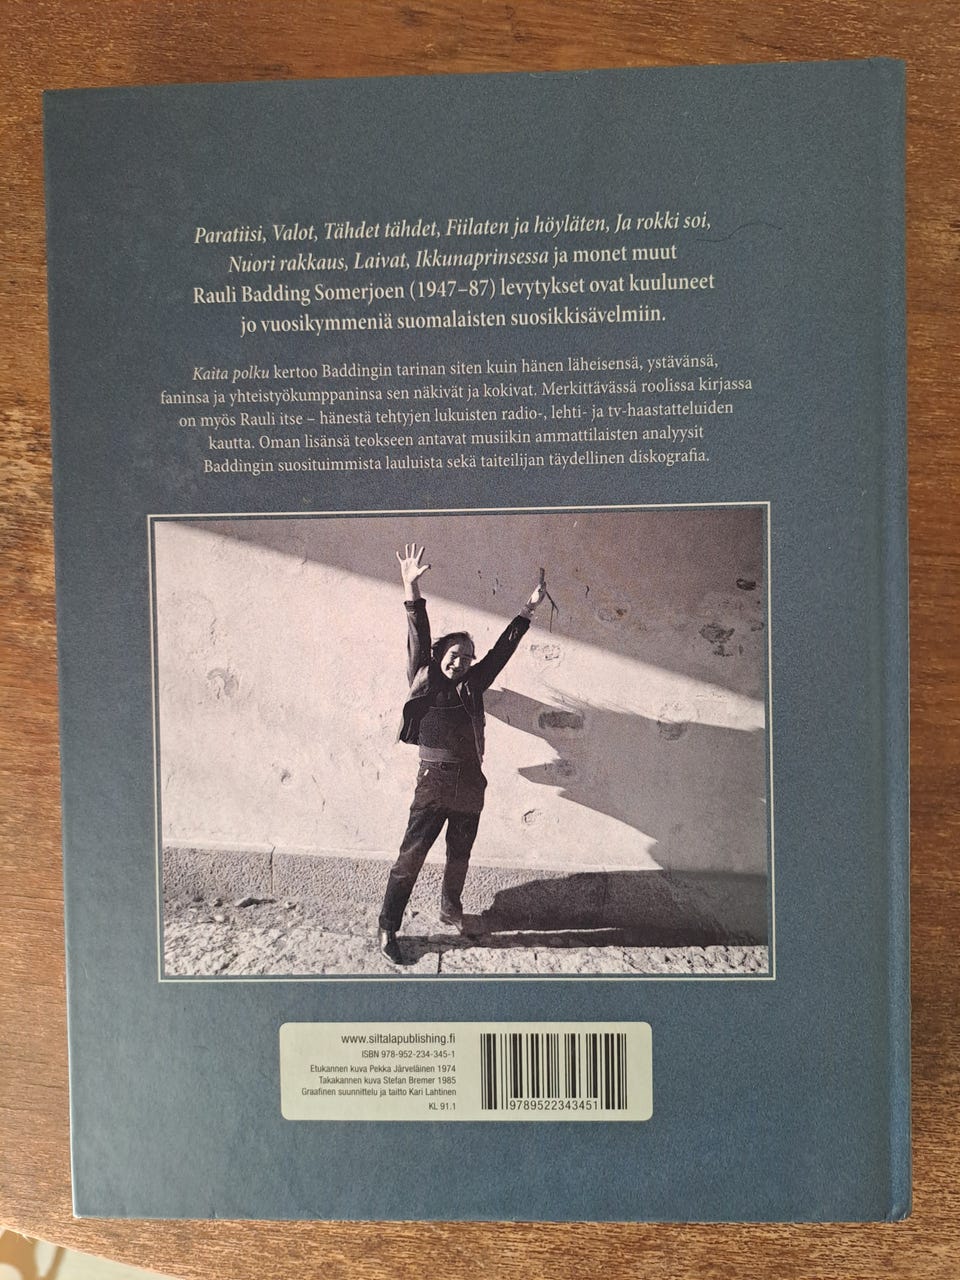 Paratiisi, Valot, Tähdet tähdet, Fiilaten ja höyläten, Ja rokki soi,
Nuori rakkaus, Laivat, Ikkunaprinsessa ja monet muut
Rauli Badding Somerjoen (1947–87) levytykset ovat kuuluneet
jo vuosikymmeniä suomalaisten suosikkisävelmiin.
Kaita polku kertoo Baddingin tarinan siten kuin hänen läheisensä, ystävänsä,
faninsa ja yhteistyökumppaninsa sen näkivät ja kokivat. Merkittävässä roolissa kirjassa
on myös Rauli itse – hänestä tehtyjen lukuisten radio-, lehti- ja tv-haastatteluiden
kautta. Oman lisänsä teokseen antavat musiikin ammattilaisten analyysit
Baddingin suosituimmista lauluista sekä taiteilijan täydellinen diskografia.
www.siltalapublishing.fi
ISBN 978-952-234-345-1
Etukannen kuva Pekka Järveläinen 1974
Takakannen kuva Stefan Bremer 1985
Graafinen suunnittelu ja taitto Kari Lahtinen
KL 91.1
9789522343451